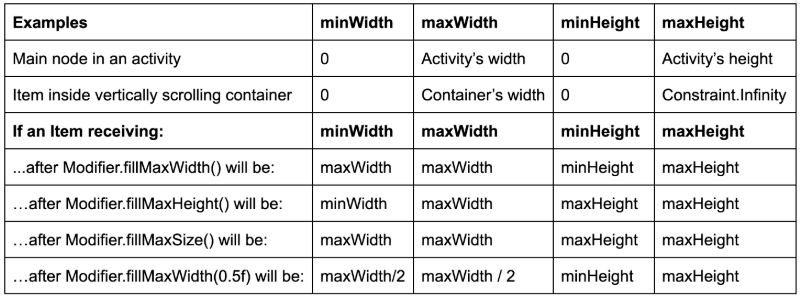 Examples minWidth maxWidth minHeight maxHeight
Main node in an activity 0 Activity's width 0 Activity's height
Item inside vertically scrolling container 0 Container's width 0 Constraint.Infinity
If an Item receiving: minWidth maxWidth minHeight maxHeight
...after Modifier.fillMaxWidth() will be: maxWidth maxWidth minHeight maxHeight
…after Modifier.fillMaxHeight() will be: minWidth maxWidth maxHeight maxHeight
…after Modifier.fillMaxSize() will be: maxWidth maxWidth maxHeight maxHeight
…after Modifier.fillMaxWidth(0.5f) will be: maxWidth/2 maxWidth / 2 minHeight maxHeight